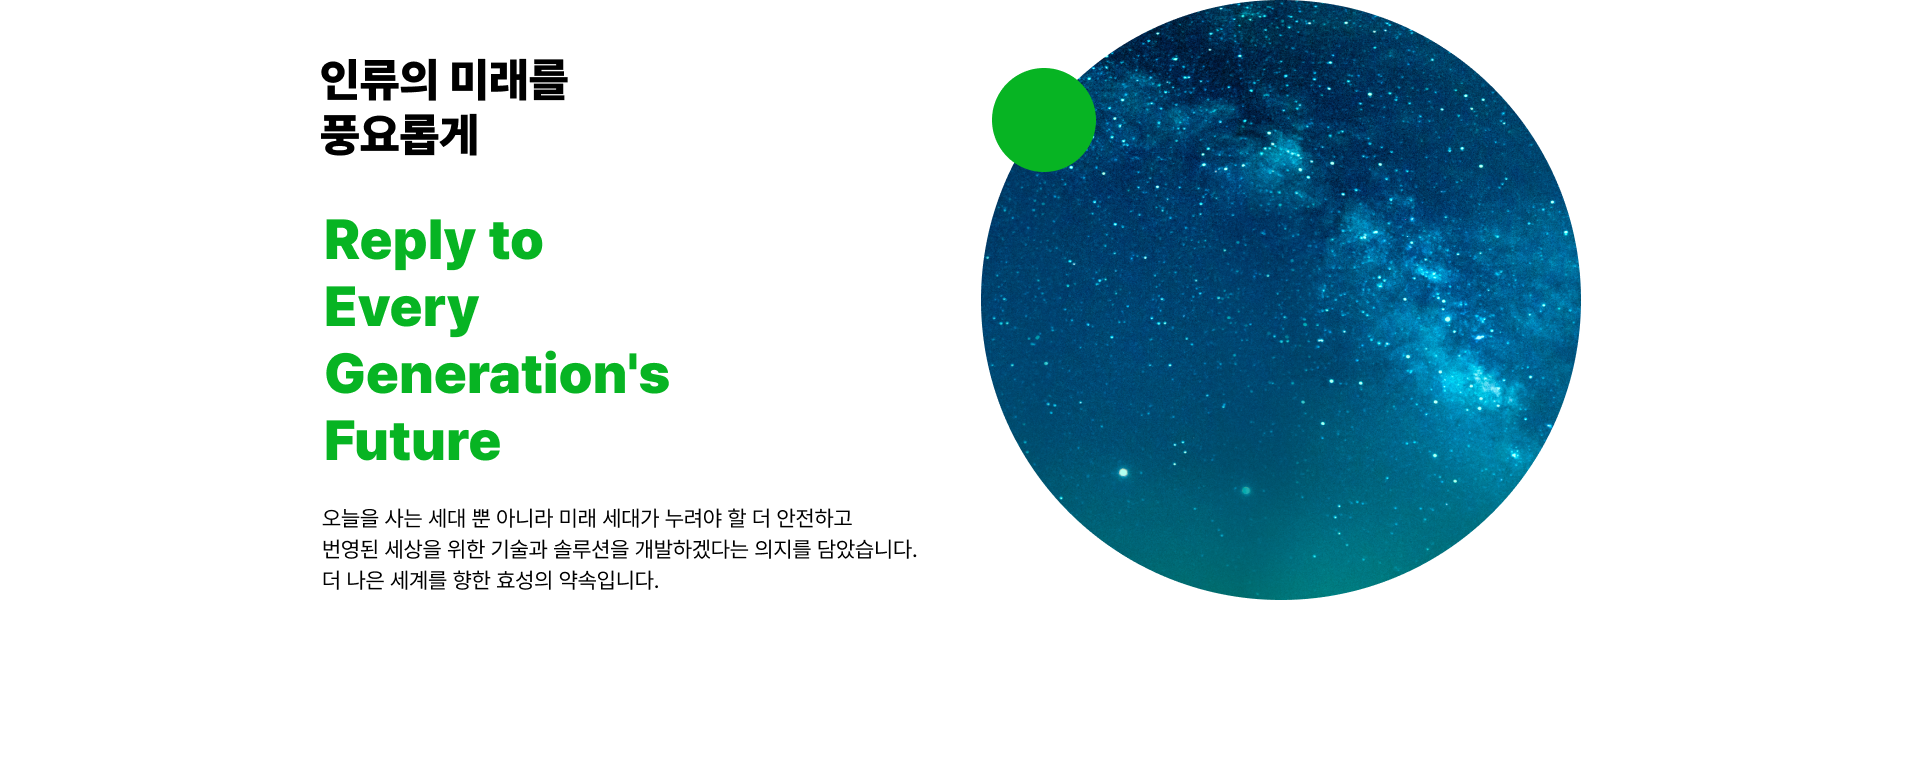 인류의 미래를
풍요롭게
Reply to
Every
Generation's
Future
오늘을 사는 세대 뿐 아니라 미래 세대가 누려야 할 더 안전하고
번영된 세상을 위한 기술과 솔루션을 개발하겠다는 의지를 담았습니다.
더 나은 세계를 향한 효성의 약속입니다.